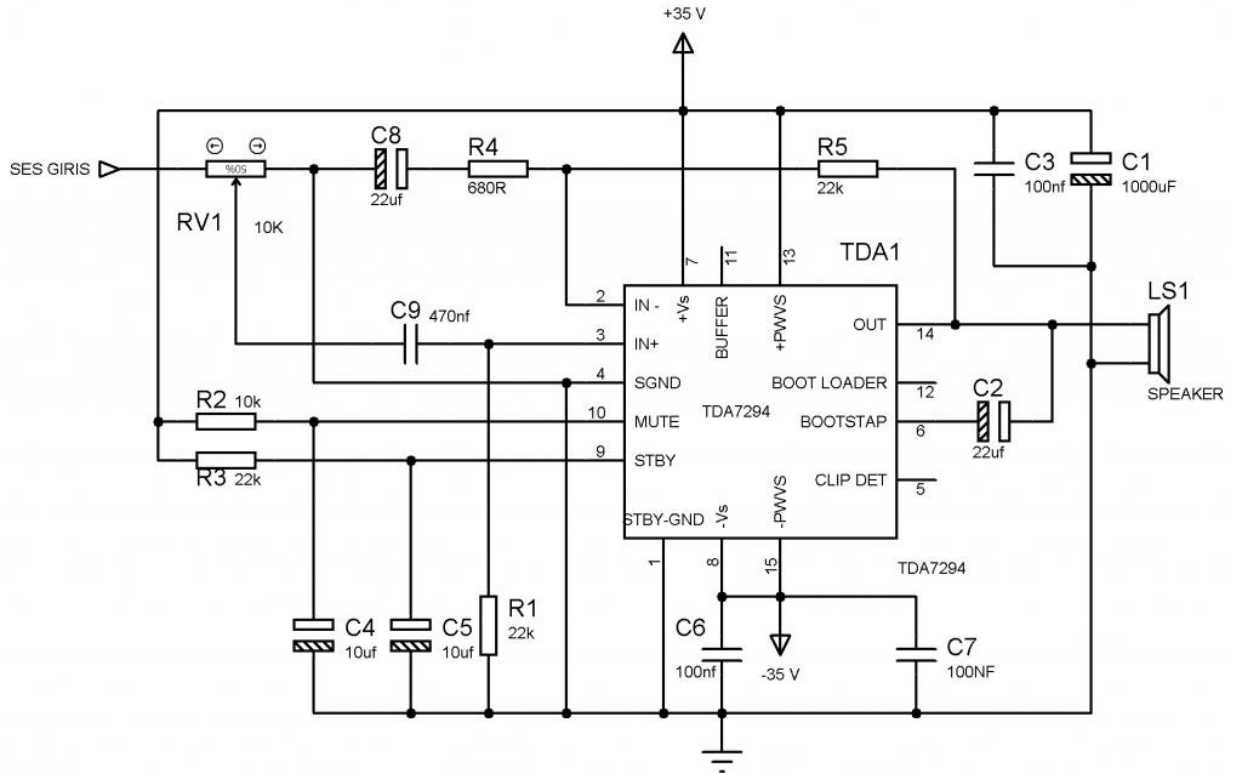 +35 V
SES GIRIS
%05
RV1
10K
C8
22uf
R4
680R
R5
22k
C3
100nf
C1
1000uF
TDA1
LS1
SPEAKER
C9
470nf
2
IN -
3
IN+
4
SGND
10
MUTE
9
STBY
7
+Vs
11
BUFFER
13
+PWVS
OUT
14
BOOT LOADER
12
BOOTSTAP
6
CLIP DET
5
TDA7294
STBY-GND
1
-Vs
8
-PWVS
15
TDA7294
C2
22uf
R2
10k
R3
22k
C4
10uf
C5
10uf
R1
22k
C6
100nf
-35 V
C7
100NF